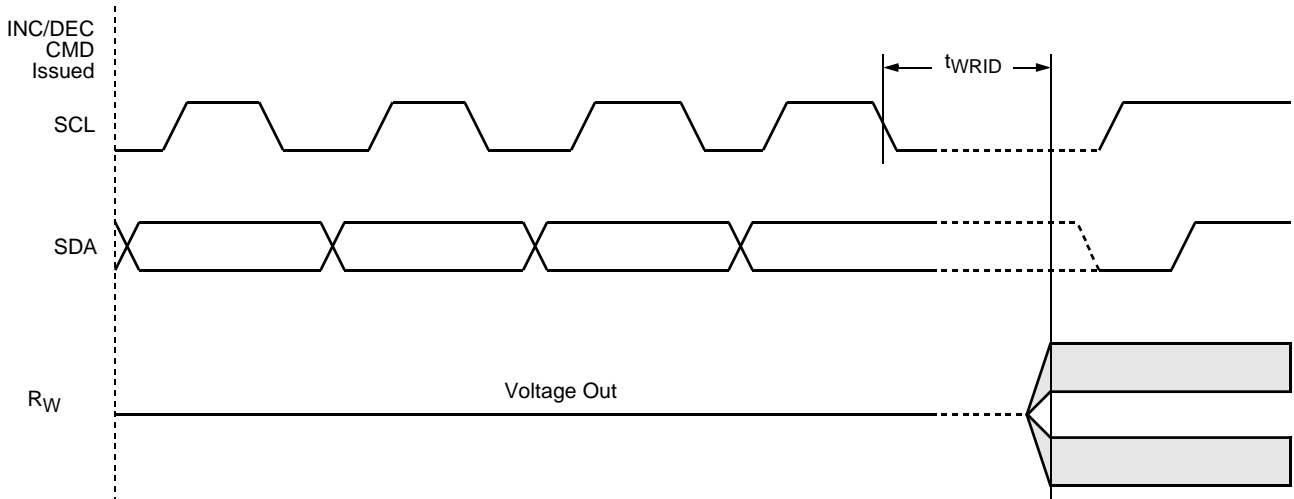 INC/DEC
CMD
Issued
tWRID
SCL
SDA
Voltage Out
RW